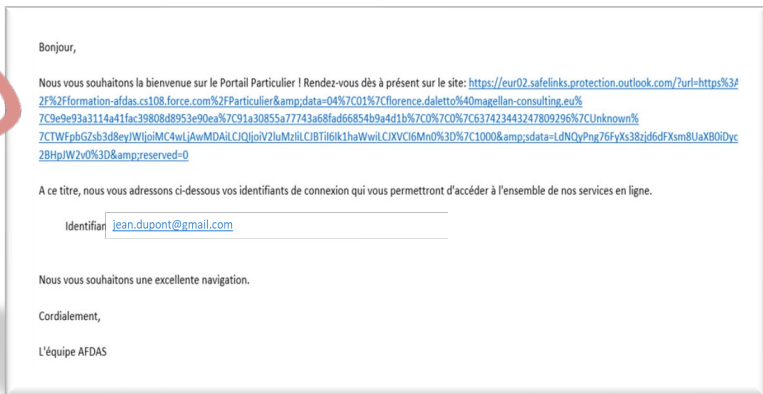 Bonjour,
Nous vous souhaitons la bienvenue sur le Portail Particulier ! Rendez-vous dès à présent sur le site: https://eur02.safelinks.protection.outlook.com/?url=https%3A
2F%2Fformation-afdas.cs108.force.com%2FParticulier&amp;data=04%7C01%7Cflorence.daletto%40magellan-consulting.eu%
7C9e9e93a3114a41fac39808d8953e90ea%7C91a30855a77743a68fad66854b9a4d1b%7C0%7C0%7C637423443247809296%7CUnknown%
7CTWFpbGZsb3d8eyJWIjoiMC4wLjAwMDAiLCJQIjoiV2luMzIiLCJBTiI6Ik1haWwiLCJXVCI6Mn0%3D%7C1000&amp;sdata=LdNQyPng76FyXs38zjd6dFXsm8UaXB0iDyc
2BHpJW2v0%3D&amp;reserved=0
A ce titre, nous vous adressons ci-dessous vos identifiants de connexion qui vous permettront d'accéder à l'ensemble de nos services en ligne.
Identifian jean.dupont@gmail.com
Nous vous souhaitons une excellente navigation.
Cordialement,
L'équipe AFDAS